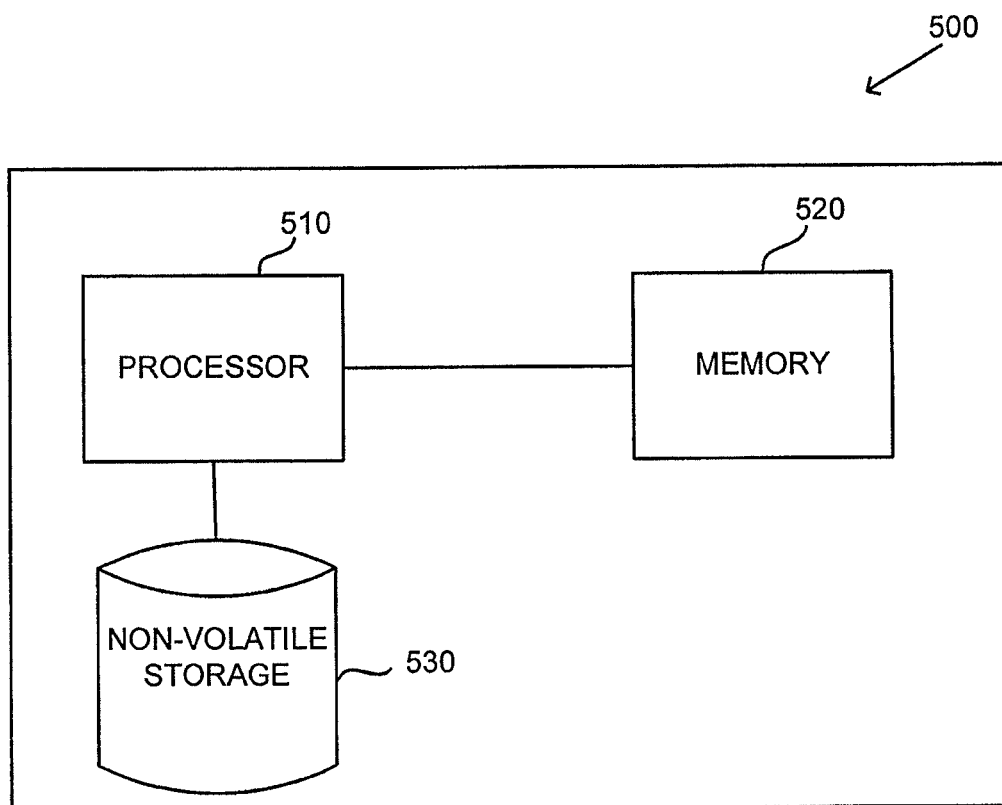 500
510
520
PROCESSOR
MEMORY
NON-VOLATILE
STORAGE
530